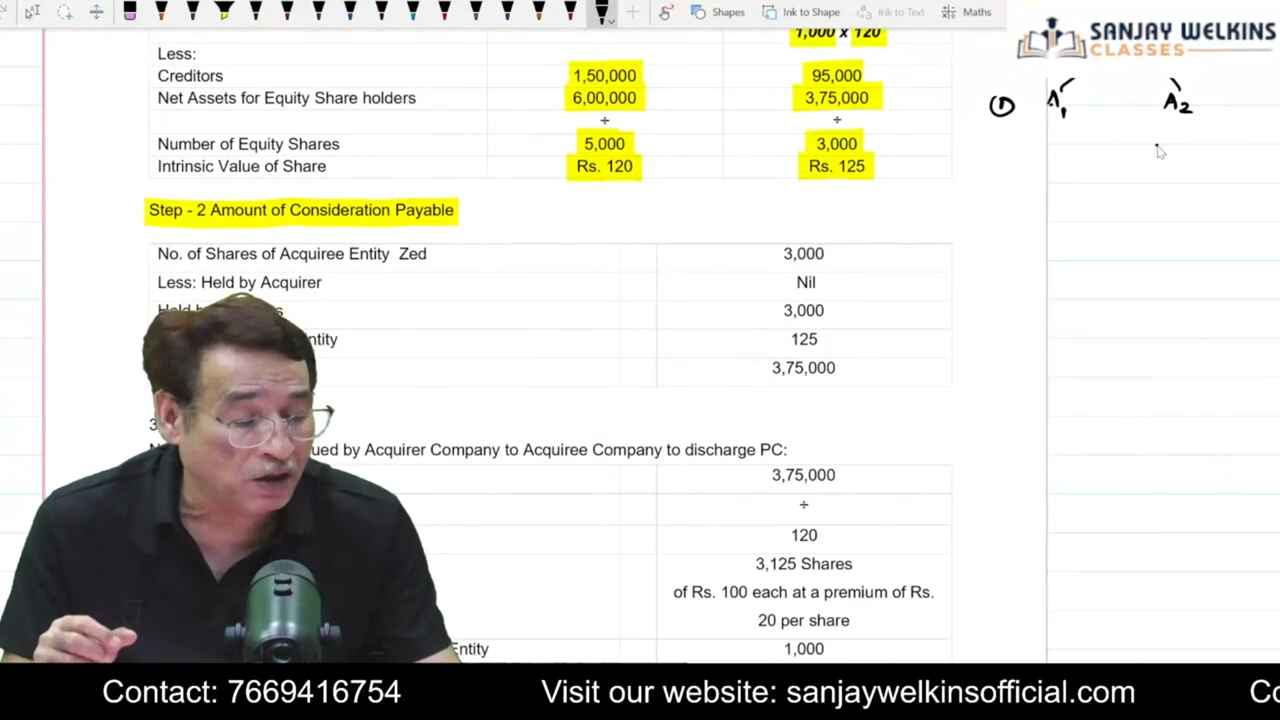 Shapes Ink to Shape Ink to Text Maths
SANJAY WELKINS
CLASSES
1,000 x 120
Less:
Creditors 1,50,000 95,000
Net Assets for Equity Share holders 6,00,000 3,75,000
÷ ÷
Number of Equity Shares 5,000 3,000
Intrinsic Value of Share Rs. 120 Rs. 125
① A1 A2
Step - 2 Amount of Consideration Payable
No. of Shares of Acquiree Entity Zed 3,000
Less: Held by Acquirer Nil
3,000
125
3,75,000
3
by Acquirer Company to Acquiree Company to discharge PC:
3,75,000
÷
120
3,125 Shares
of Rs. 100 each at a premium of Rs.
20 per share
Entity 1,000
Contact: 7669416754 Visit our website: sanjaywelkinsofficial.com Co